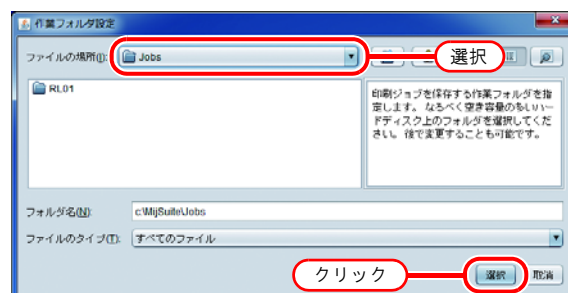 作業フォルダ設定
ファイルの場所(I):
Jobs
選択
RL01
印刷ジョブを保存する作業フォルダを指
定します。なるべく空き容量の多いハー
ドディスク上のフォルダを選択してくだ
さい。後で変更することも可能です。
フォルダ名(N):
c:\MijSuite\Jobs
ファイルのタイプ(T):
すべてのファイル
クリック
選択
取消